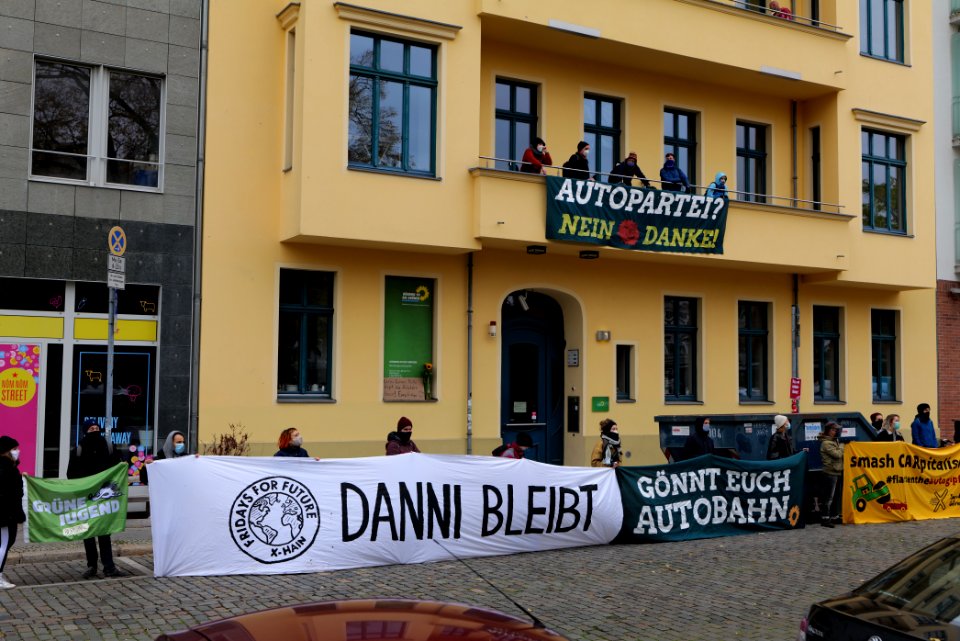 AUTOPARTEI?
NEIN DANKE!
NOM NOM
STREET
GRÜNE
JUGEND
FRIDAYS FOR FUTURE
X-HAIN
DANNI BLEIBT
GÖNNT EUCH
AUTOBAHN!
Smash CARpitalism